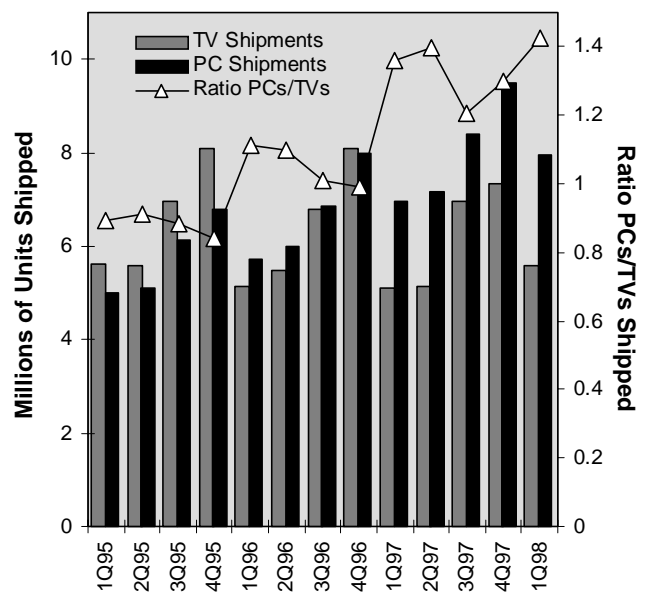 TV Shipments
PC Shipments
Ratio PCs/TVs
Millions of Units Shipped
10
8
6
4
2
0
Ratio PCs/TVs Shipped
1.4
1.2
1
0.8
0.6
0.4
0.2
0
1Q95
2Q95
3Q95
4Q95
1Q96
2Q96
3Q96
4Q96
1Q97
2Q97
3Q97
4Q97
1Q98